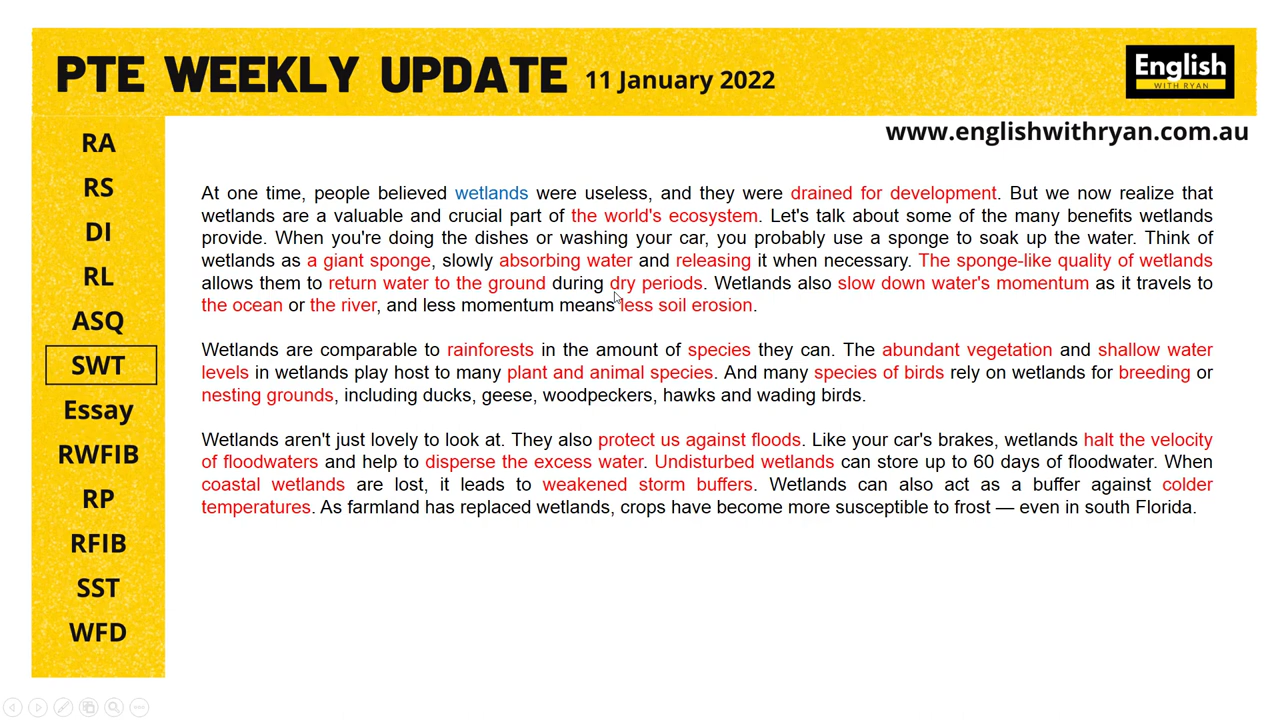 PTE WEEKLY UPDATE 11 January 2022
English
WITH RYAN
www.englishwithryan.com.au
RA
RS
DI
RL
ASQ
SWT
Essay
RWFIB
RP
RFIB
SST
WFD
At one time, people believed wetlands were useless, and they were drained for development. But we now realize that
wetlands are a valuable and crucial part of the world's ecosystem. Let's talk about some of the many benefits wetlands
provide. When you're doing the dishes or washing your car, you probably use a sponge to soak up the water. Think of
wetlands as a giant sponge, slowly absorbing water and releasing it when necessary. The sponge-like quality of wetlands
allows them to return water to the ground during dry periods. Wetlands also slow down water's momentum as it travels to
the ocean or the river, and less momentum means less soil erosion.
Wetlands are comparable to rainforests in the amount of species they can. The abundant vegetation and shallow water
levels in wetlands play host to many plant and animal species. And many species of birds rely on wetlands for breeding or
nesting grounds, including ducks, geese, woodpeckers, hawks and wading birds.
Wetlands aren't just lovely to look at. They also protect us against floods. Like your car's brakes, wetlands halt the velocity
of floodwaters and help to disperse the excess water. Undisturbed wetlands can store up to 60 days of floodwater. When
coastal wetlands are lost, it leads to weakened storm buffers. Wetlands can also act as a buffer against colder
temperatures. As farmland has replaced wetlands, crops have become more susceptible to frost — even in south Florida.